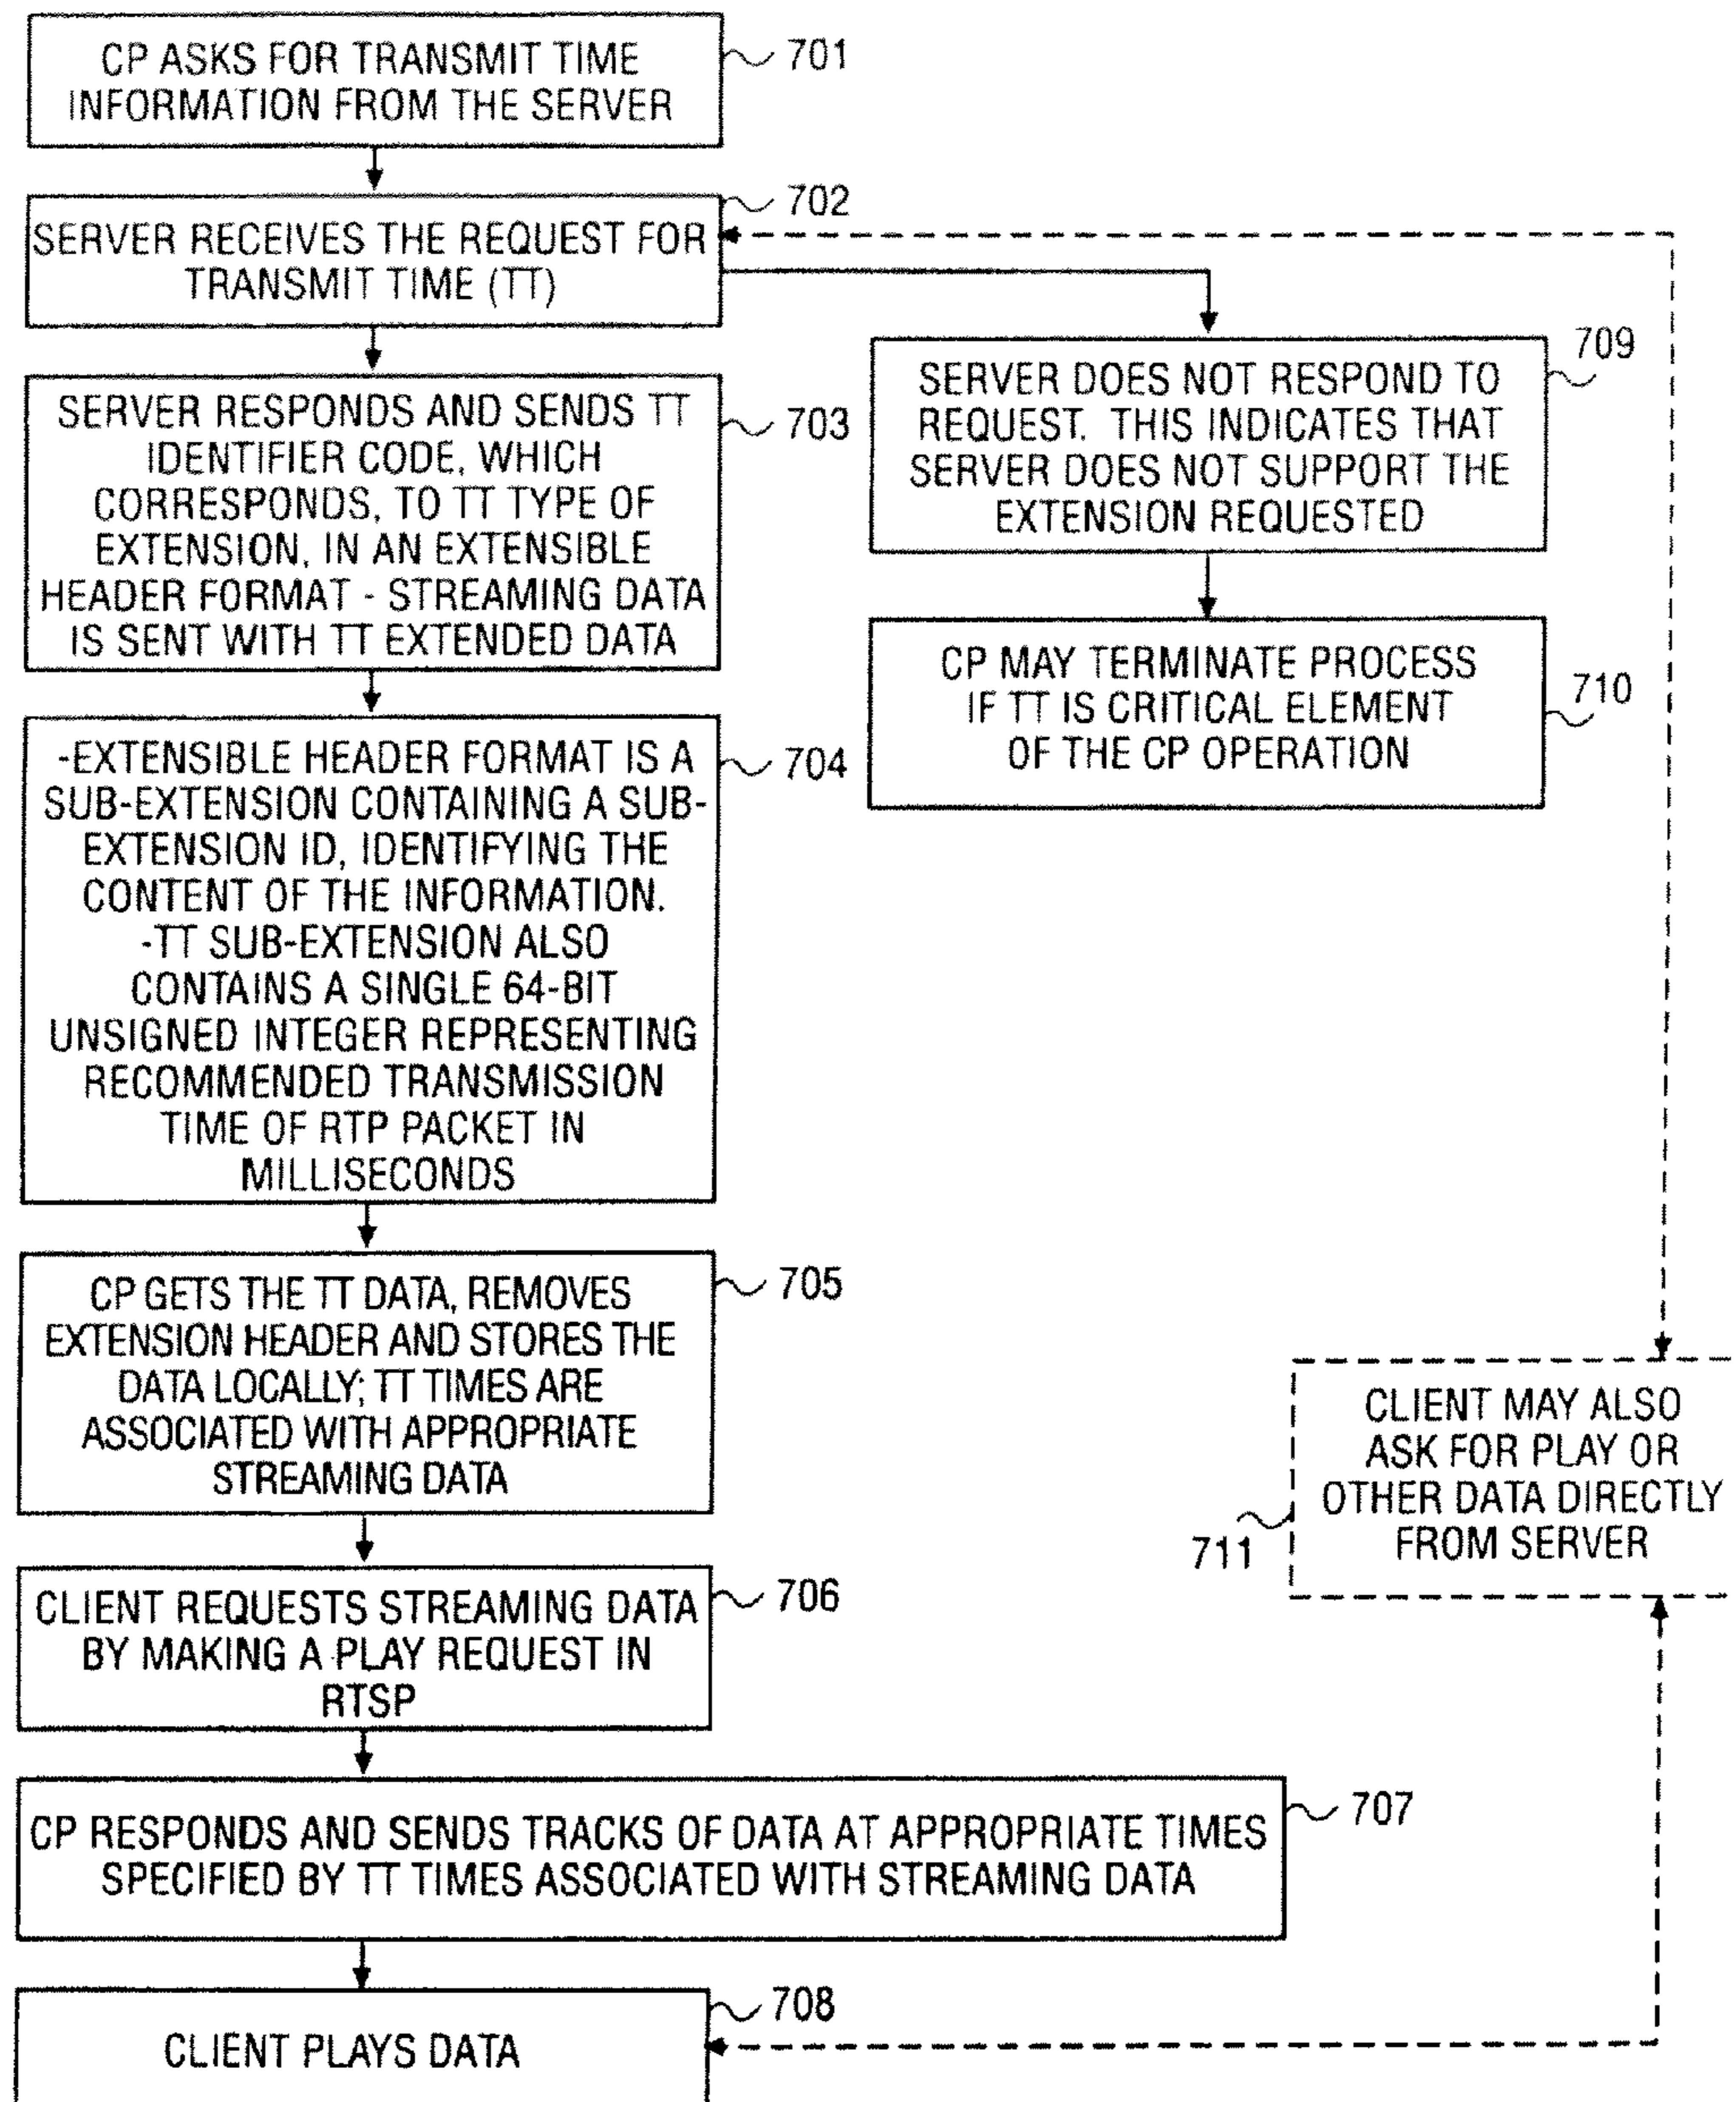 CP ASKS FOR TRANSMIT TIME
INFORMATION FROM THE SERVER
701
SERVER RECEIVES THE REQUEST FOR
TRANSMIT TIME (TT)
702
SERVER RESPONDS AND SENDS TT
IDENTIFIER CODE, WHICH
CORRESPONDS, TO TT TYPE OF
EXTENSION, IN AN EXTENSIBLE
HEADER FORMAT - STREAMING DATA
IS SENT WITH TT EXTENDED DATA
703
SERVER DOES NOT RESPOND TO
REQUEST. THIS INDICATES THAT
SERVER DOES NOT SUPPORT THE
EXTENSION REQUESTED
709
CP MAY TERMINATE PROCESS
IF TT IS CRITICAL ELEMENT
OF THE CP OPERATION
710
-EXTENSIBLE HEADER FORMAT IS A
SUB-EXTENSION CONTAINING A SUB-
EXTENSION ID, IDENTIFYING THE
CONTENT OF THE INFORMATION.
-TT SUB-EXTENSION ALSO
CONTAINS A SINGLE 64-BIT
UNSIGNED INTEGER REPRESENTING
RECOMMENDED TRANSMISSION
TIME OF RTP PACKET IN
MILLISECONDS
704
CP GETS THE TT DATA, REMOVES
EXTENSION HEADER AND STORES THE
DATA LOCALLY; TT TIMES ARE
ASSOCIATED WITH APPROPRIATE
STREAMING DATA
705
CLIENT MAY ALSO
ASK FOR PLAY OR
OTHER DATA DIRECTLY
FROM SERVER
711
CLIENT REQUESTS STREAMING DATA
BY MAKING A PLAY REQUEST IN
RTSP
706
CP RESPONDS AND SENDS TRACKS OF DATA AT APPROPRIATE TIMES
SPECIFIED BY TT TIMES ASSOCIATED WITH STREAMING DATA
707
CLIENT PLAYS DATA
708